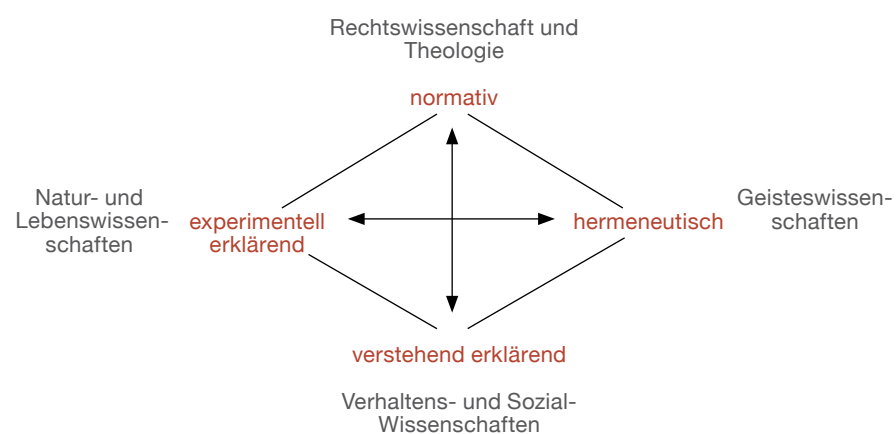 Rechtswissenschaft und
Theologie
normativ
Natur- und
Lebenswissen-
schaften
experimentell
erklärend
hermeneutisch
Geisteswissen-
schaften
verstehend erklärend
Verhaltens- und Sozial-
Wissenschaften